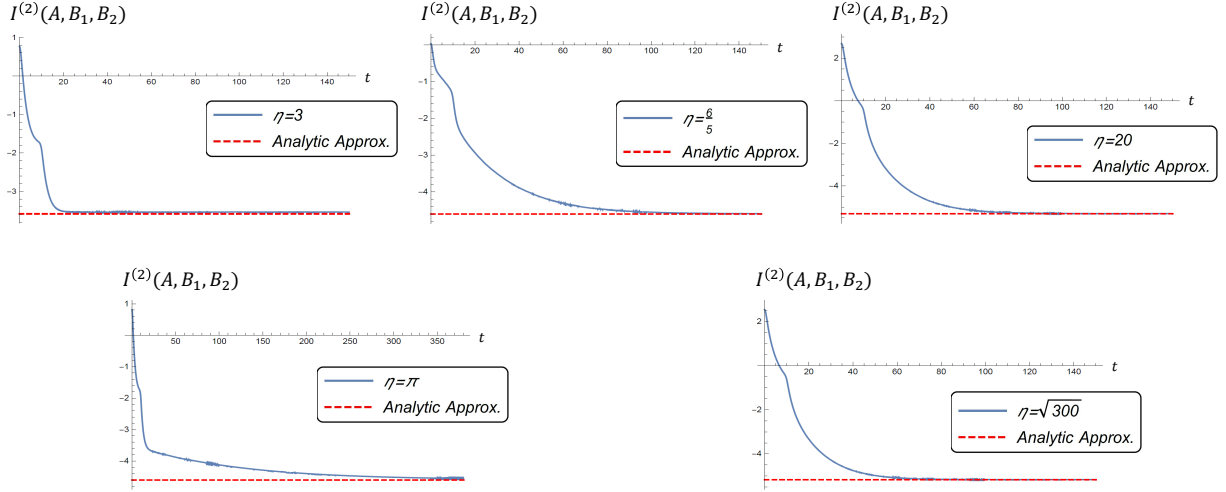 I^{(2)}(A, B_1, B_2)
1
-1
-2
-3
20 40 60 80 100 120 140
t
η=3
Analytic Approx.
I^{(2)}(A, B_1, B_2)
0
-1
-2
-3
-4
20 40 60 80 100 120 140
t
η=6/5
Analytic Approx.
I^{(2)}(A, B_1, B_2)
2
0
-2
-4
20 40 60 80 100 120 140
t
η=20
Analytic Approx.
I^{(2)}(A, B_1, B_2)
1
-1
-2
-3
-4
50 100 150 200 250 300 350
t
η=π
Analytic Approx.
I^{(2)}(A, B_1, B_2)
2
0
-2
-4
20 40 60 80 100 120 140
t
η=√300
Analytic Approx.